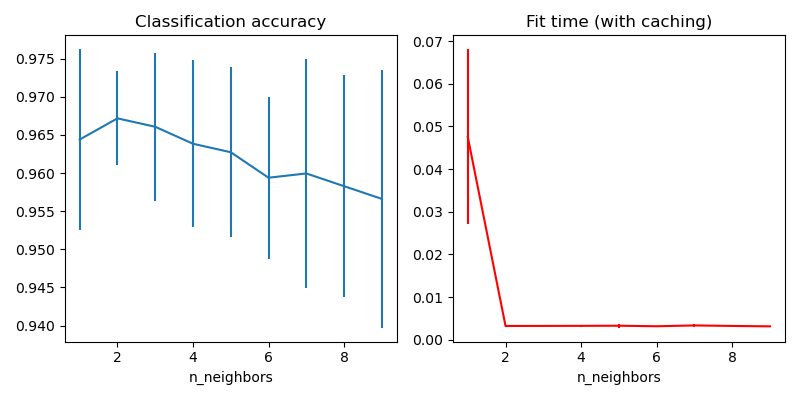 Classification accuracy
0.975
0.970
0.965
0.960
0.955
0.950
0.945
0.940
2 4 6 8
n_neighbors
Fit time (with caching)
0.07
0.06
0.05
0.04
0.03
0.02
0.01
0.00
2 4 6 8
n_neighbors